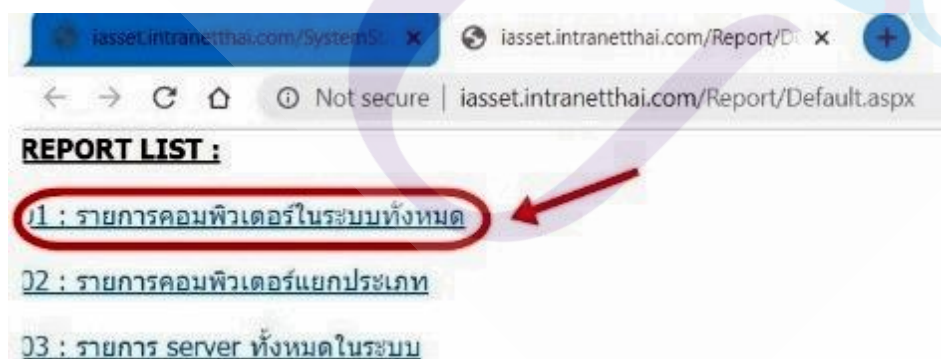 iasset.intranetthai.com/SystemSt
iasset.intranetthai.com/Report/D
Not secure | iasset.intranetthai.com/Report/Default.aspx
REPORT LIST :
01 : รายการคอมพิวเตอร์ในระบบทั้งหมด
02 : รายการคอมพิวเตอร์แยกประเภท
03 : รายการ server ทั้งหมดในระบบ